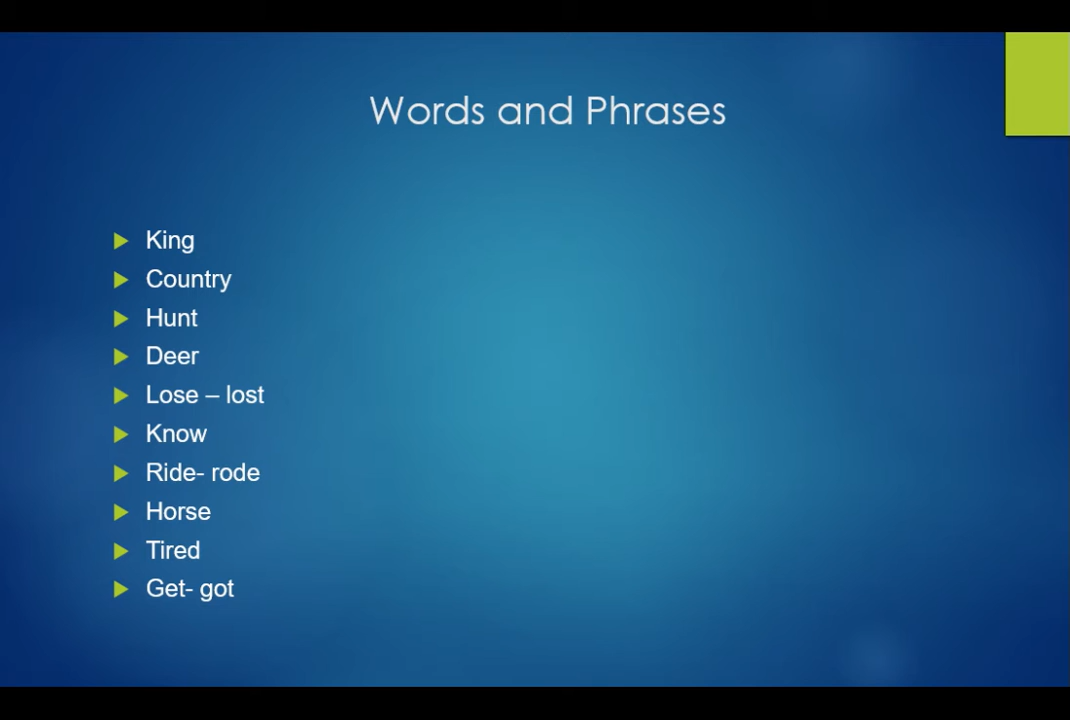 Words and Phrases
King
Country
Hunt
Deer
Lose – lost
Know
Ride- rode
Horse
Tired
Get- got